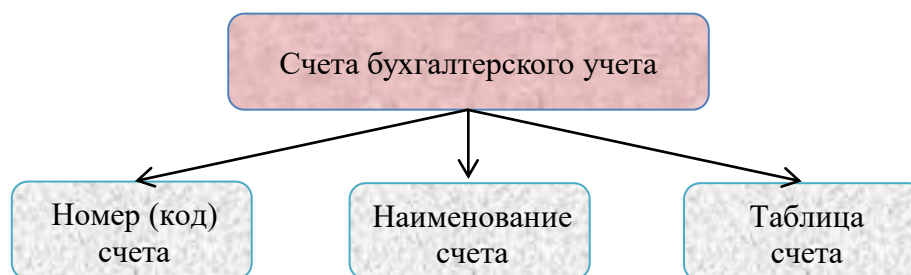 Счета бухгалтерского учета
Номер (код)
счета
Наименование
счета
Таблица
счета